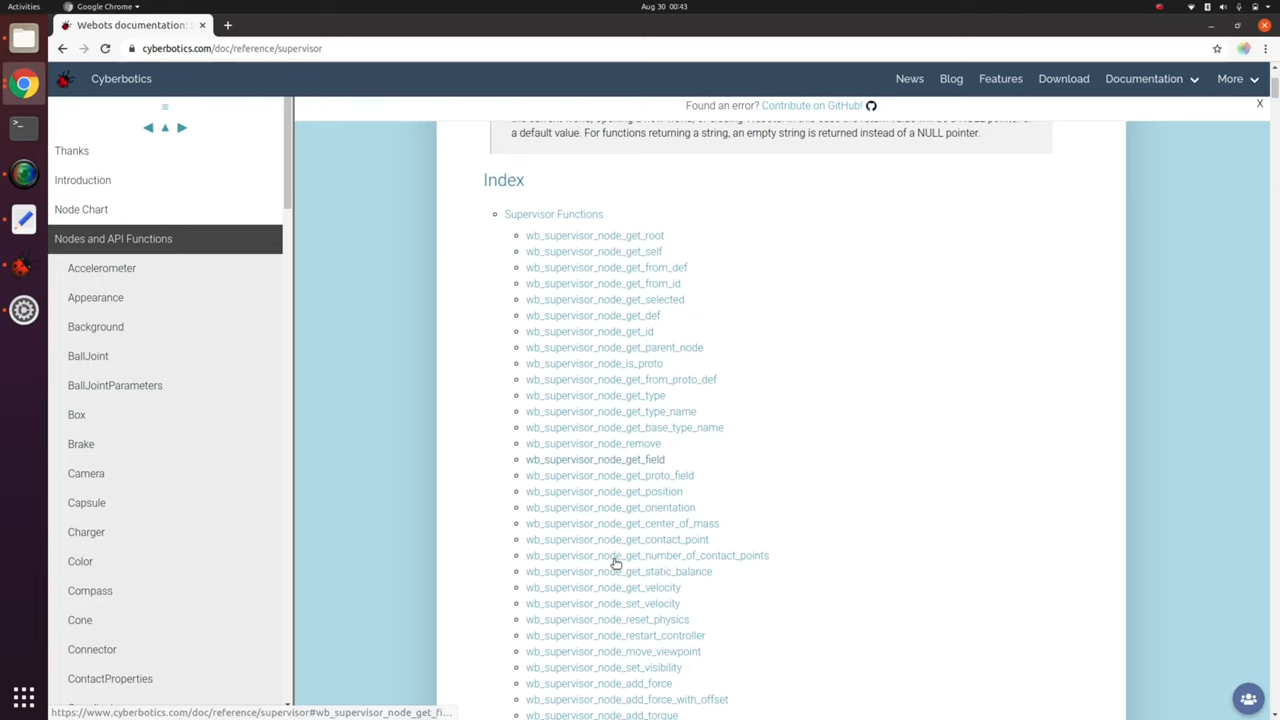 Activities
Google Chrome
Aug 30 00:43
Webots documentation:
cyberbotics.com/doc/reference/supervisor
Cyberbotics
News
Blog
Features
Download
Documentation
More
Found an error? Contribute on GitHub!
X
Thanks
Introduction
Node Chart
Nodes and API Functions
Accelerometer
Appearance
Background
BallJoint
BallJointParameters
Box
Brake
Camera
Capsule
Charger
Color
Compass
Cone
Connector
ContactProperties
a default value. For functions returning a string, an empty string is returned instead of a NULL pointer.
Index
Supervisor Functions
wb_supervisor_node_get_root
wb_supervisor_node_get_self
wb_supervisor_node_get_from_def
wb_supervisor_node_get_from_id
wb_supervisor_node_get_selected
wb_supervisor_node_get_def
wb_supervisor_node_get_id
wb_supervisor_node_get_parent_node
wb_supervisor_node_is_proto
wb_supervisor_node_get_from_proto_def
wb_supervisor_node_get_type
wb_supervisor_node_get_type_name
wb_supervisor_node_get_base_type_name
wb_supervisor_node_remove
wb_supervisor_node_get_field
wb_supervisor_node_get_proto_field
wb_supervisor_node_get_position
wb_supervisor_node_get_orientation
wb_supervisor_node_get_center_of_mass
wb_supervisor_node_get_contact_point
wb_supervisor_node_get_number_of_contact_points
wb_supervisor_node_get_static_balance
wb_supervisor_node_get_velocity
wb_supervisor_node_set_velocity
wb_supervisor_node_reset_physics
wb_supervisor_node_restart_controller
wb_supervisor_node_move_viewpoint
wb_supervisor_node_set_visibility
wb_supervisor_node_add_force
wb_supervisor_node_add_force_with_offset
wb_supervisor_node_add_torque
https://www.cyberbotics.com/doc/reference/supervisor#wb_supervisor_node_get_fi...